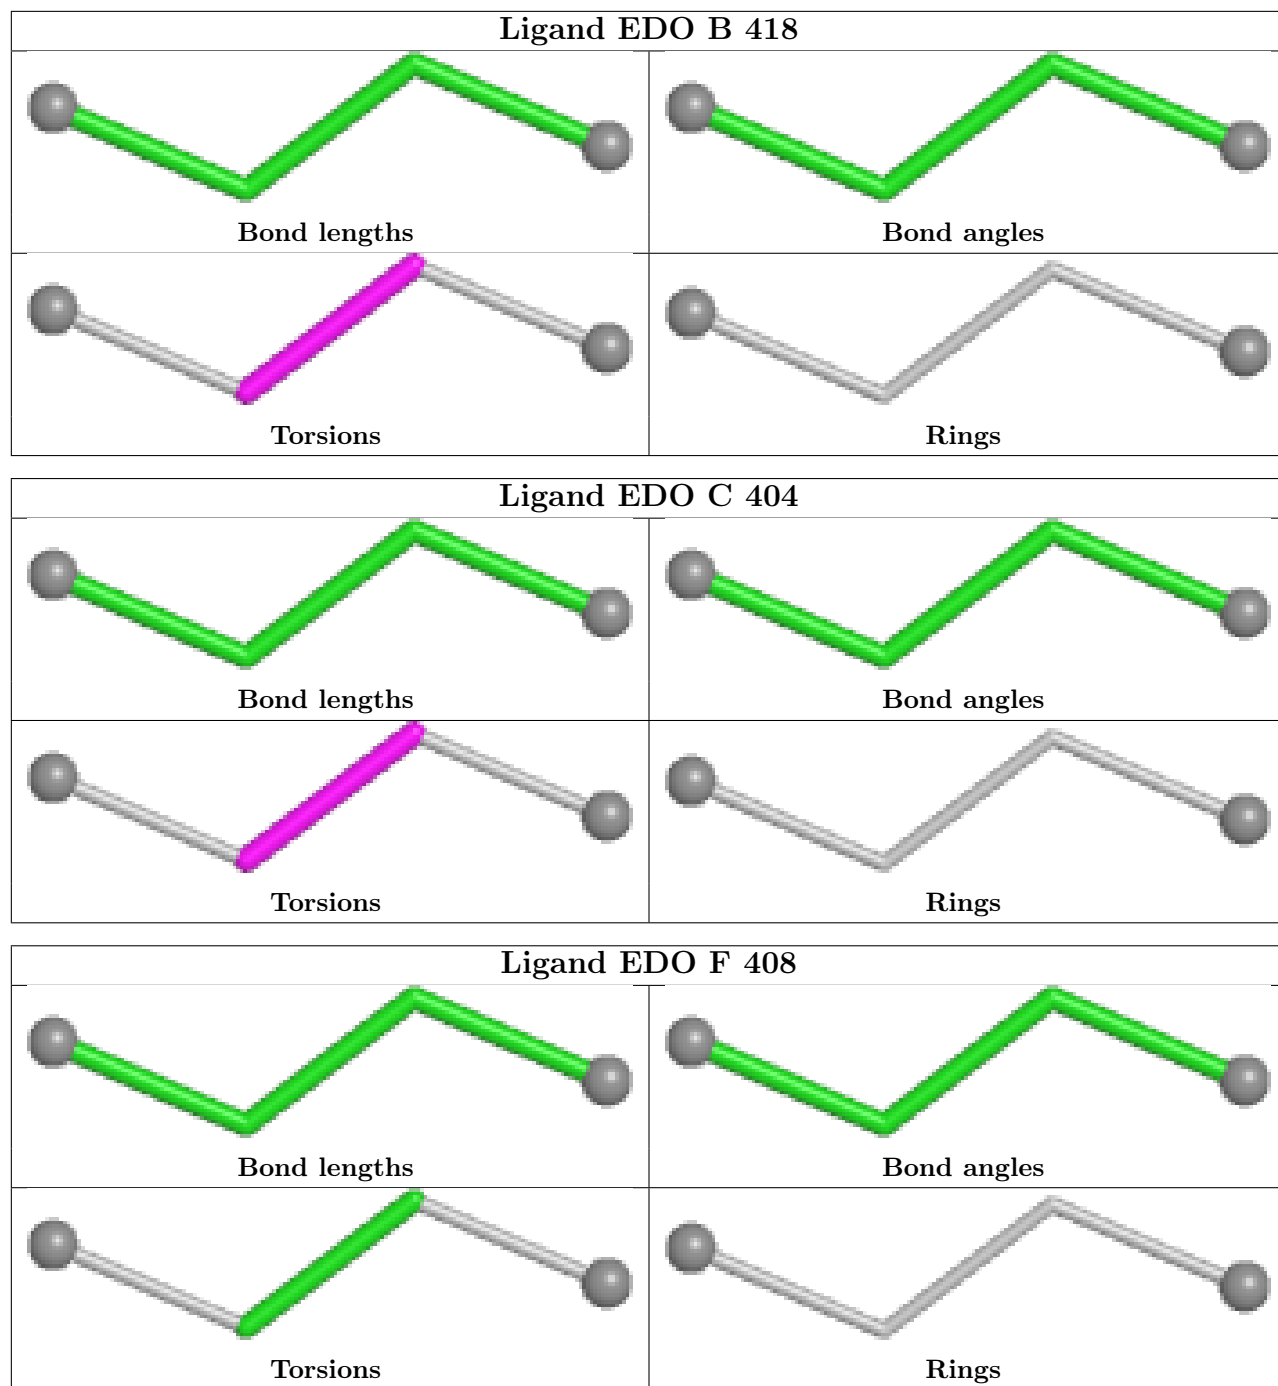 Ligand EDO B 418
Bond lengths
Bond angles
Torsions
Rings
Ligand EDO C 404
Bond lengths
Bond angles
Torsions
Rings
Ligand EDO F 408
Bond lengths
Bond angles
Torsions
Rings